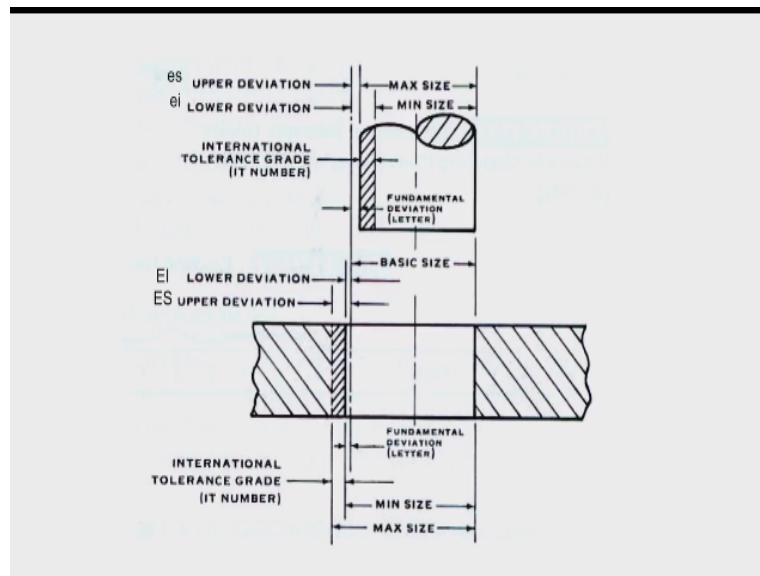 es UPPER DEVIATION
MAX SIZE
ei LOWER DEVIATION
MIN SIZE
INTERNATIONAL
TOLERANCE GRADE
(IT NUMBER)
FUNDAMENTAL
DEVIATION
(LETTER)
BASIC SIZE
EI LOWER DEVIATION
ES UPPER DEVIATION
FUNDAMENTAL
DEVIATION
(LETTER)
INTERNATIONAL
TOLERANCE GRADE
(IT NUMBER)
MIN SIZE
MAX SIZE